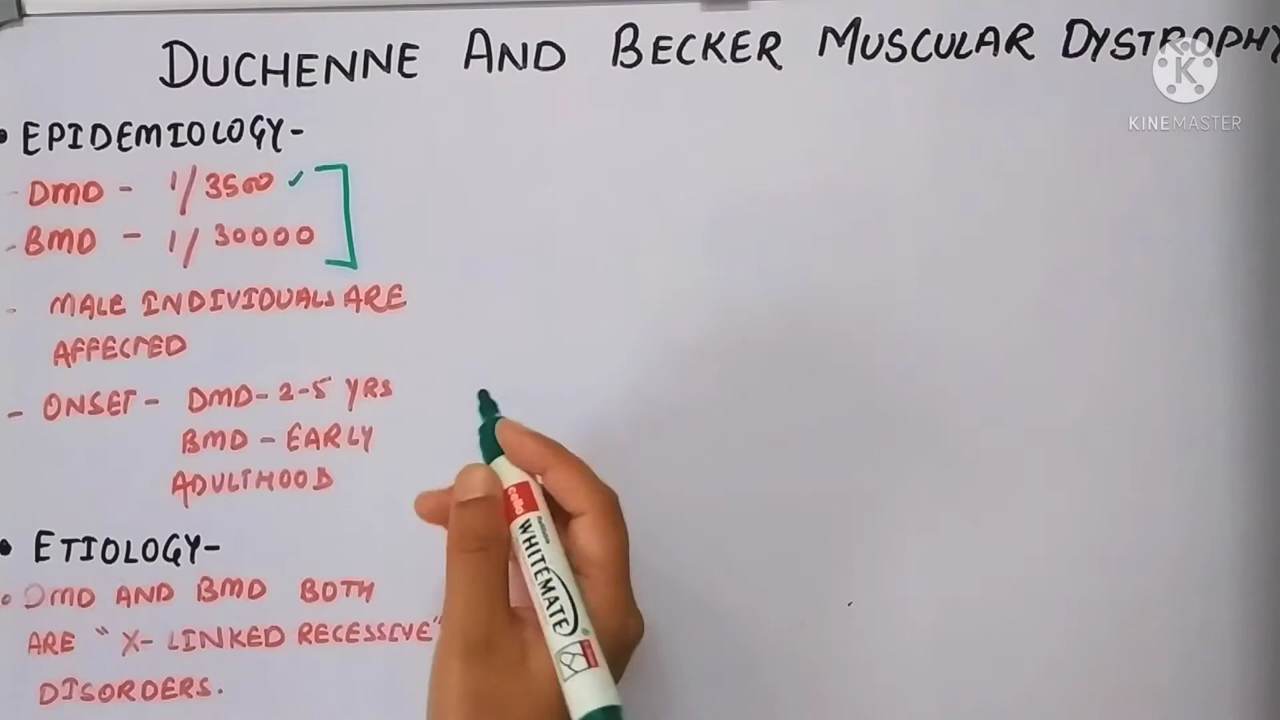 DUCHENNE AND BECKER MUSCULAR DYSTROPHY
KINEMASTER
• EPIDEMIOLOGY-
- DMD - 1/3500 ✓
- BMD - 1/30000
- MALE INDIVIDUALS ARE
AFFECTED
- ONSET - DMD- 2-5 YRS
BMD - EARLY
ADULTHOOD
• ETIOLOGY-
• DMD AND BMD BOTH
ARE "X-LINKED RECESSIVE"
DISORDERS.
cello
WHITEMATE